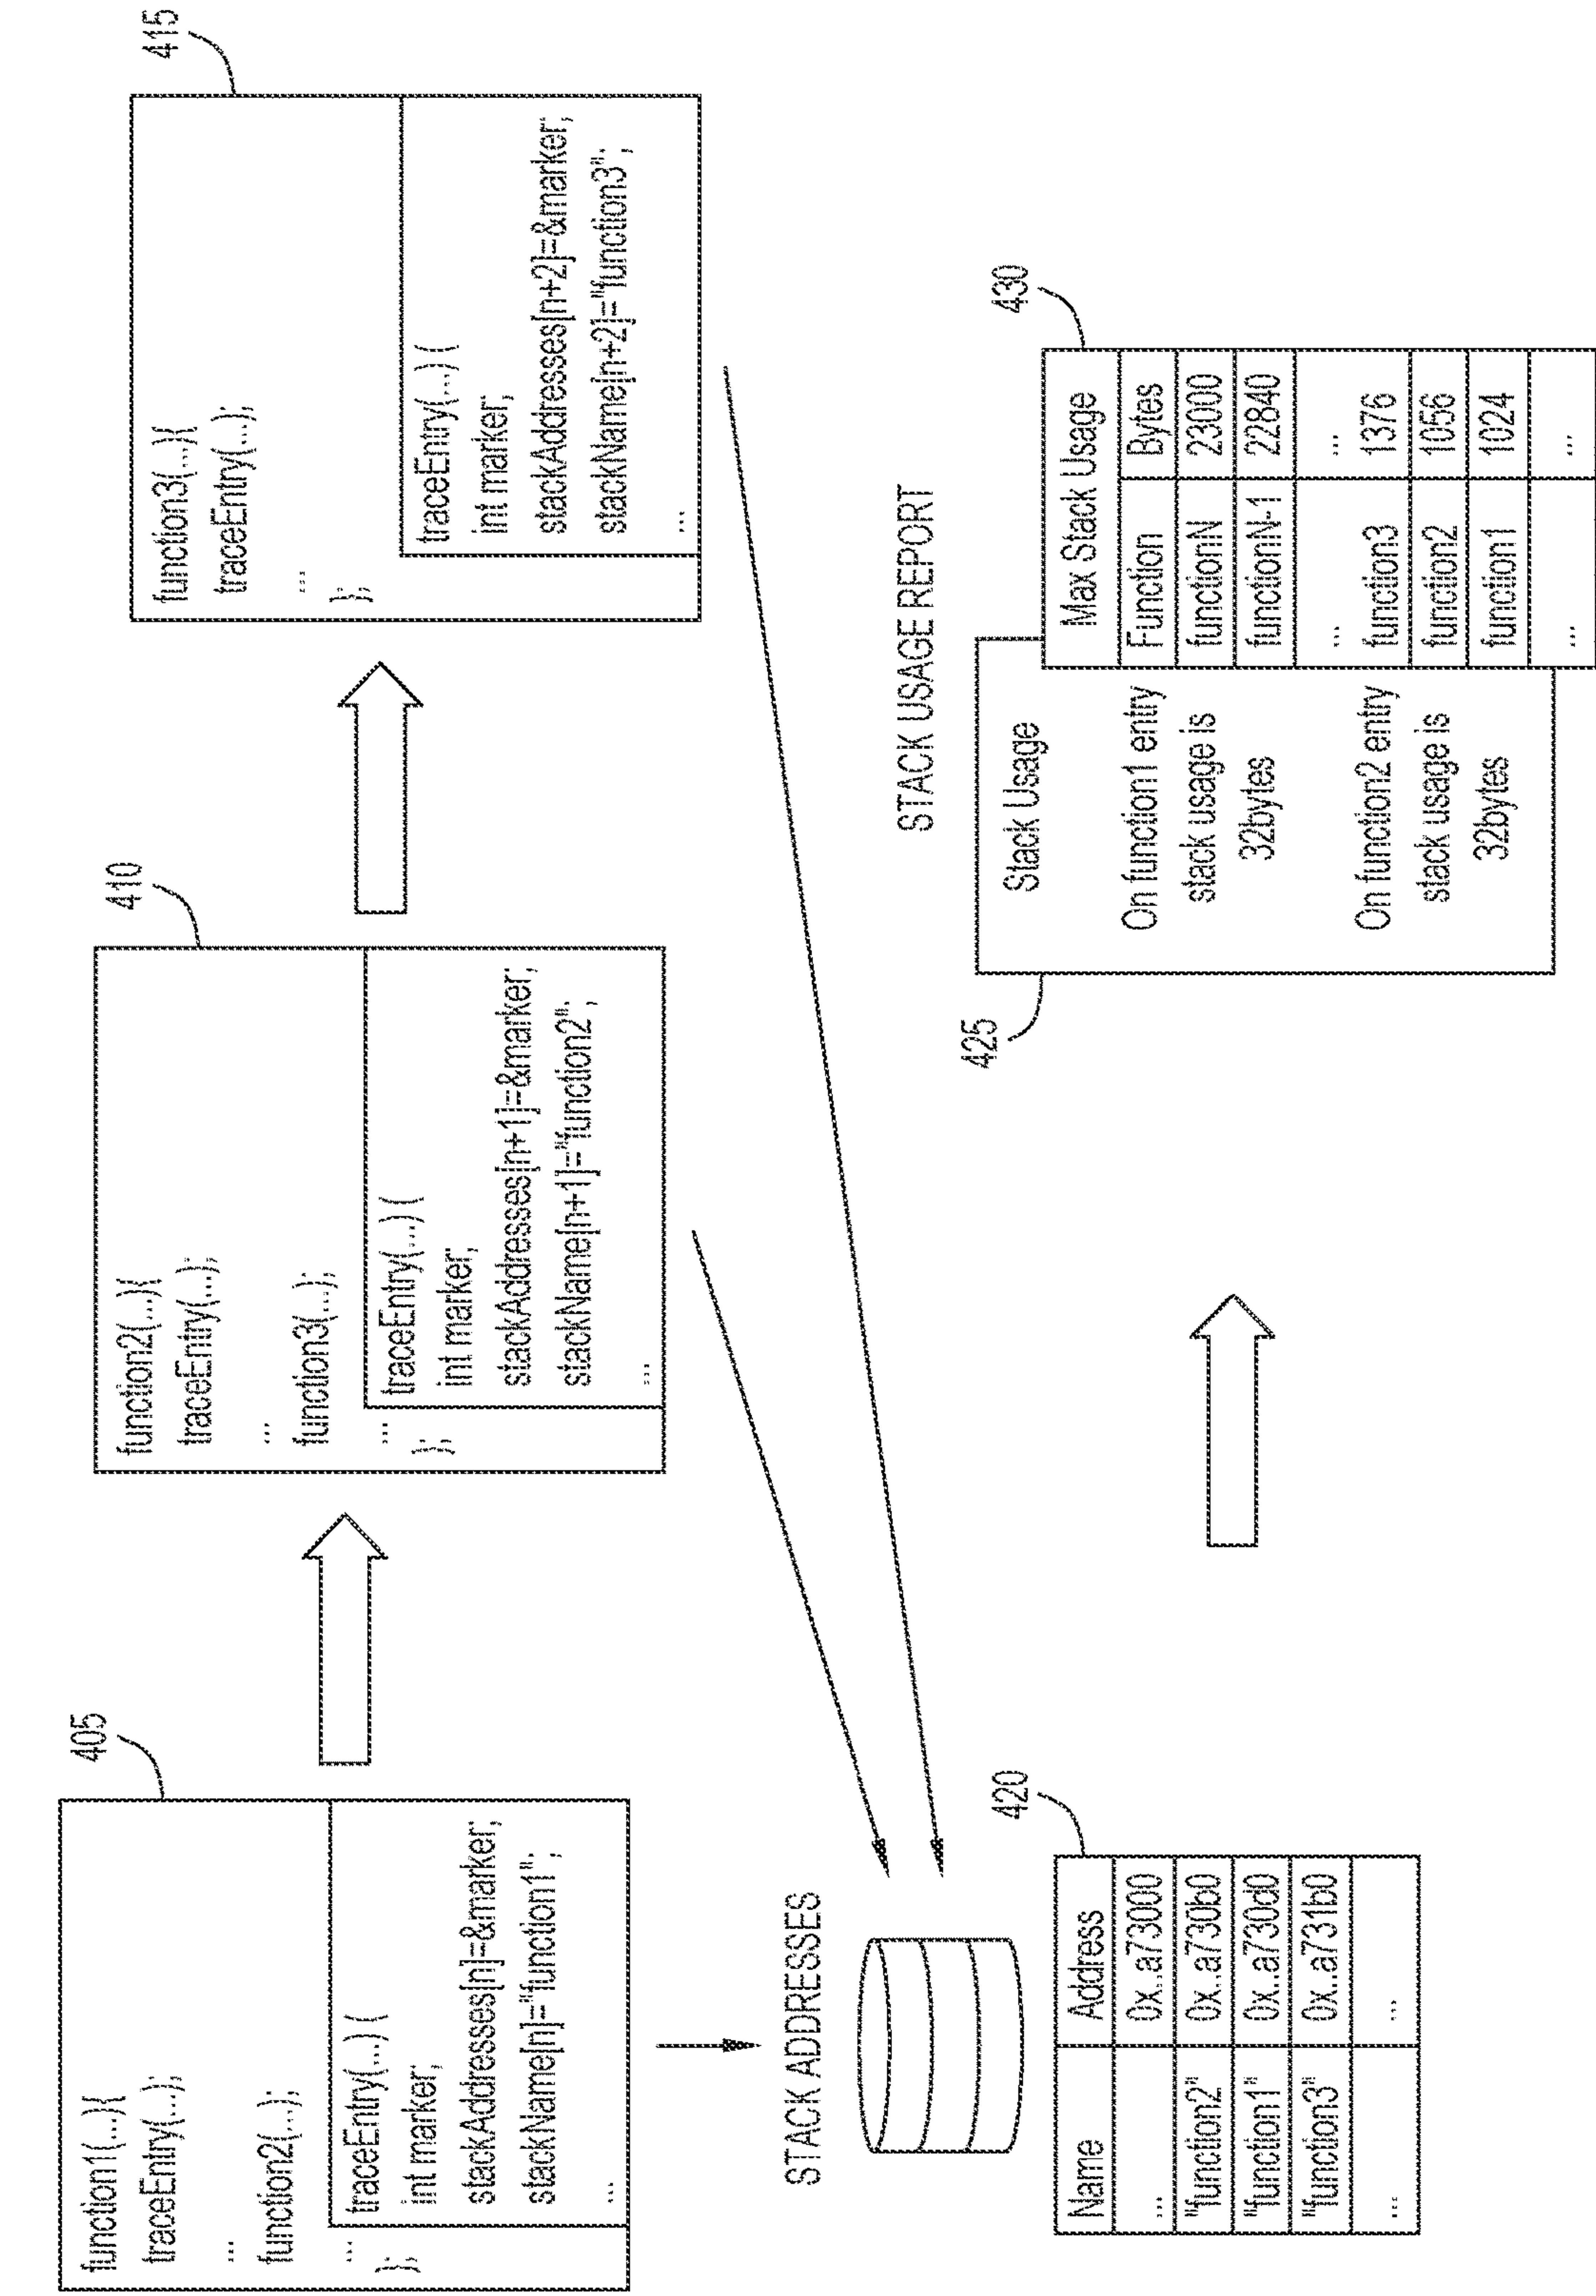 405
function1(...){
traceEntry(...);
...
function2(...);
...
};
traceEntry(...) (
int marker;
stackAddresses[n]=&marker;
stackName[n]="function1";
...
410
function2(...){
traceEntry(...);
...
function3(...);
...
};
traceEntry(...) (
int marker;
stackAddresses[n+1]=&marker;
stackName[n+1]="function2";
...
415
function3(...){
traceEntry(...);
...
};
traceEntry(...) (
int marker;
stackAddresses[n+2]=&marker;
stackName[n+2]="function3";
...
STACK ADDRESSES
420
Name Address
... 0x..a73000
"function2" 0x..a730b0
"function1" 0x..a730d0
"function3" 0x..a731b0
... ...
STACK USAGE REPORT
425
Stack Usage
On function1 entry
stack usage is
32bytes
On function2 entry
stack usage is
32bytes
430
Max Stack Usage
Function Bytes
functionN 23000
functionN-1 22840
... ...
function3 1376
function2 1056
function1 1024
... ...